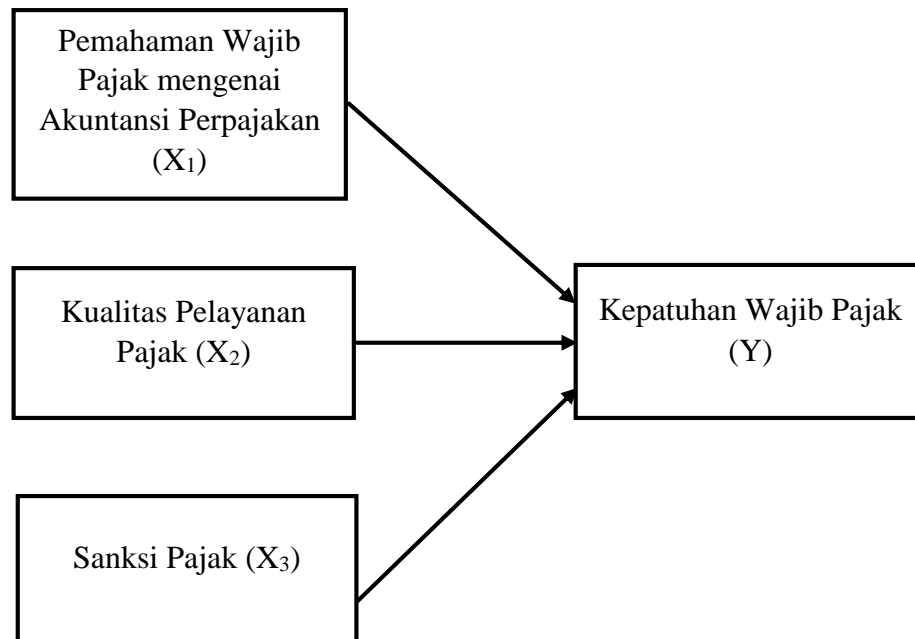 Pemahaman Wajib
Pajak mengenai
Akuntansi Perpajakan
(X₁)
Kualitas Pelayanan
Pajak (X₂)
Kepatuhan Wajib Pajak
(Y)
Sanksi Pajak (X₃)